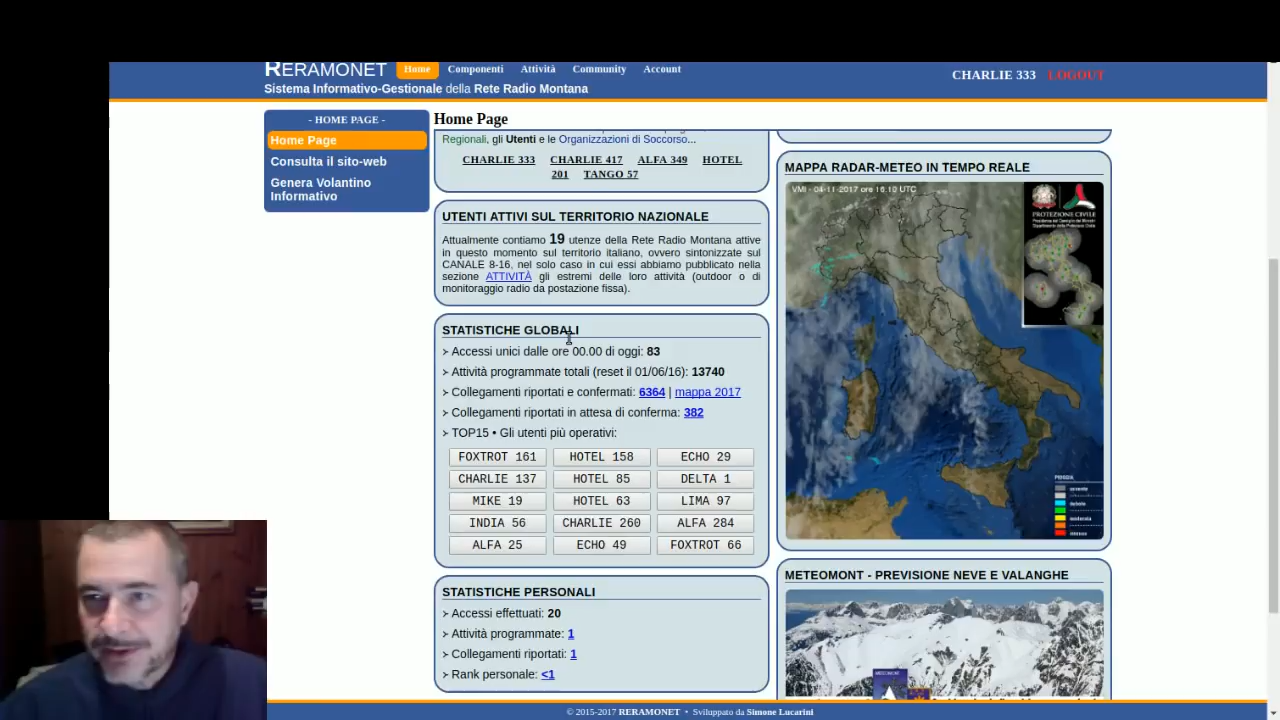 RERAMONET
Home Componenti Attività Community Account
CHARLIE 333 LOGOUT
Sistema Informativo-Gestionale della Rete Radio Montana
- HOME PAGE -
Home Page
Consulta il sito-web
Genera Volantino
Informativo
Home Page
Regionali, gli Utenti e le Organizzazioni di Soccorso...
CHARLIE 333 CHARLIE 417 ALFA 349 HOTEL
201 TANGO 57
UTENTI ATTIVI SUL TERRITORIO NAZIONALE
Attualmente contiamo 19 utenze della Rete Radio Montana attive
in questo momento sul territorio italiano, ovvero sintonizzate sul
CANALE 8-16, nel solo caso in cui essi abbiamo pubblicato nella
sezione ATTIVITÀ gli estremi delle loro attività (outdoor o di
monitoraggio radio da postazione fissa).
STATISTICHE GLOBALI
➢ Accessi unici dalle ore 00.00 di oggi: 83
➢ Attività programmate totali (reset il 01/06/16): 13740
➢ Collegamenti riportati e confermati: 6364 | mappa 2017
➢ Collegamenti riportati in attesa di conferma: 382
➢ TOP15 • Gli utenti più operativi:
FOXTROT 161 HOTEL 158 ECHO 29
CHARLIE 137 HOTEL 85 DELTA 1
MIKE 19 HOTEL 63 LIMA 97
INDIA 56 CHARLIE 260 ALFA 284
ALFA 25 ECHO 49 FOXTROT 66
STATISTICHE PERSONALI
➢ Accessi effettuati: 20
➢ Attività programmate: 1
➢ Collegamenti riportati: 1
➢ Rank personale: <1
MAPPA RADAR-METEO IN TEMPO REALE
VMI - 04-11-2017 ore 16:10 UTC
PROTEZIONE CIVILE
METEOMONT - PREVISIONE NEVE E VALANGHE
© 2015-2017 RERAMONET • Sviluppato da Simone Lucarini